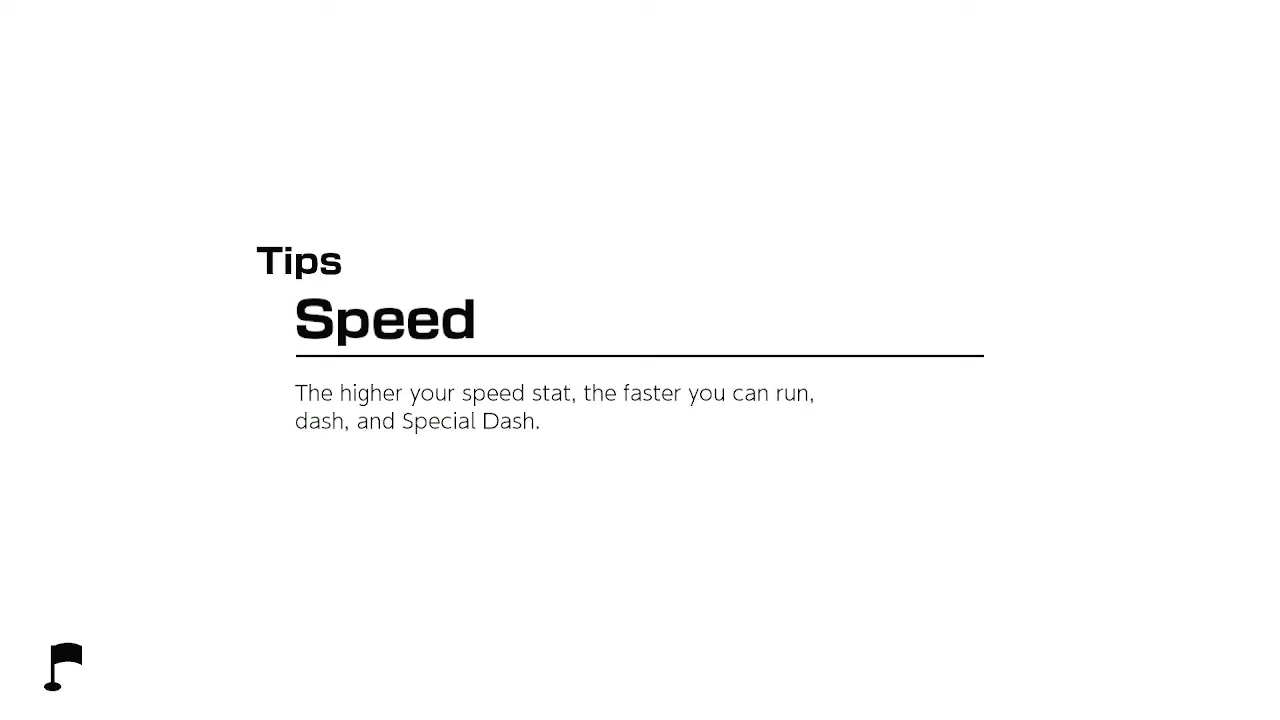 Tips
Speed
The higher your speed stat, the faster you can run,
dash, and Special Dash.